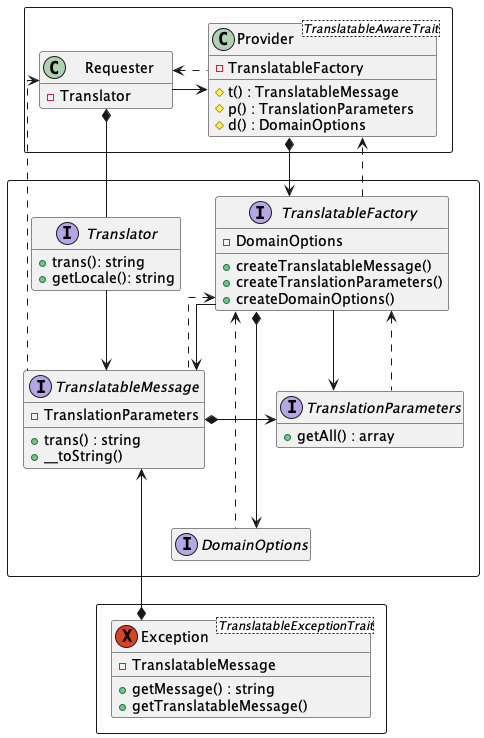 C Requester
Translator
C Provider
TranslatableAwareTrait
TranslatableFactory
t() : TranslatableMessage
p() : TranslationParameters
d() : DomainOptions
I Translator
trans(): string
getLocale(): string
I TranslatableFactory
DomainOptions
createTranslatableMessage()
createTranslationParameters()
createDomainOptions()
I TranslatableMessage
TranslationParameters
trans() : string
__toString()
I TranslationParameters
getAll() : array
I DomainOptions
X Exception
TranslatableExceptionTrait
TranslatableMessage
getMessage() : string
getTranslatableMessage()